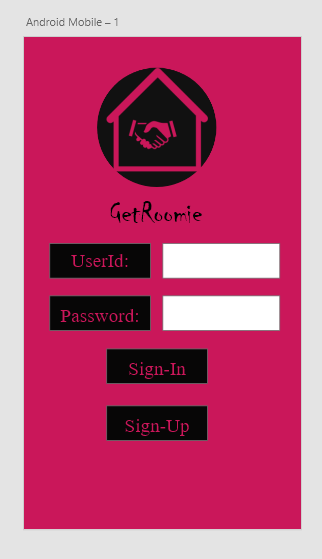 Android Mobile – 1
GetRoomie
UserId:
Password:
Sign-In
Sign-Up